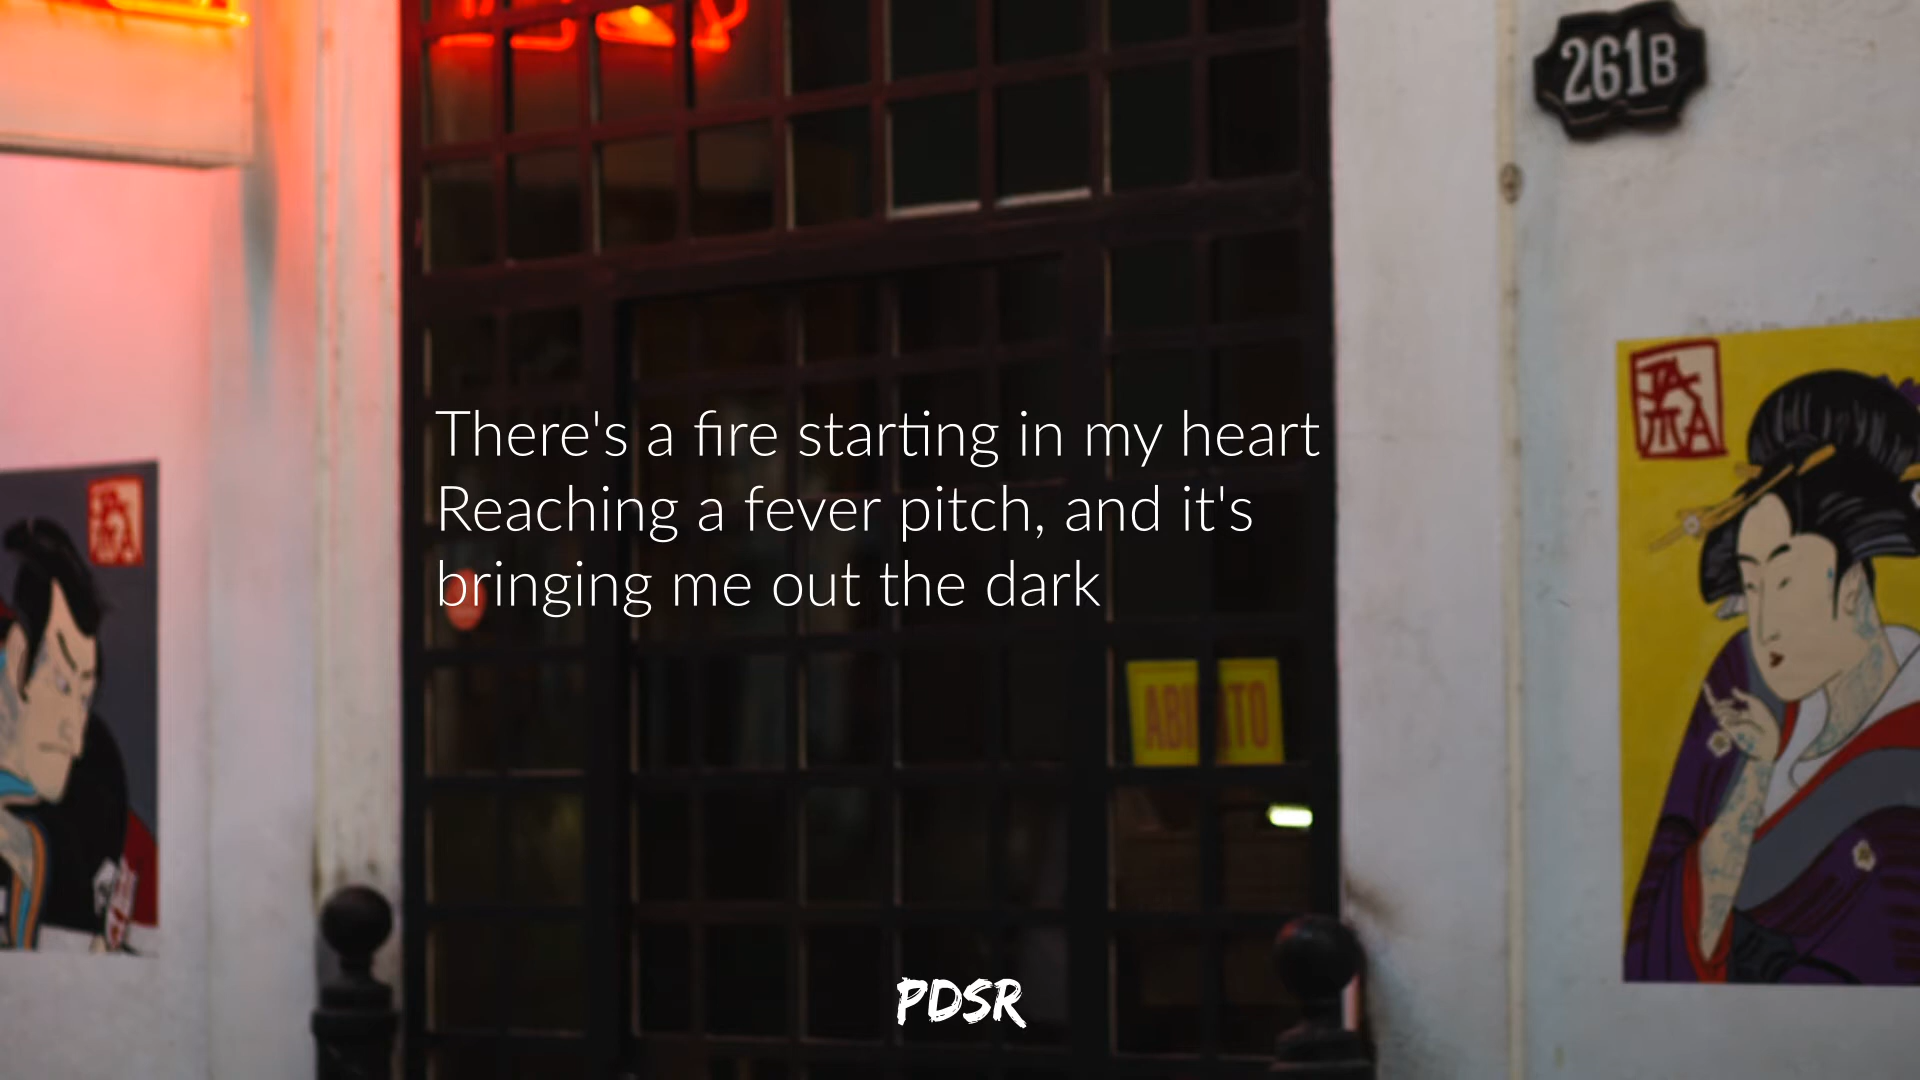 261B
There's a fire starting in my heart
Reaching a fever pitch, and it's
bringing me out the dark
PDSR